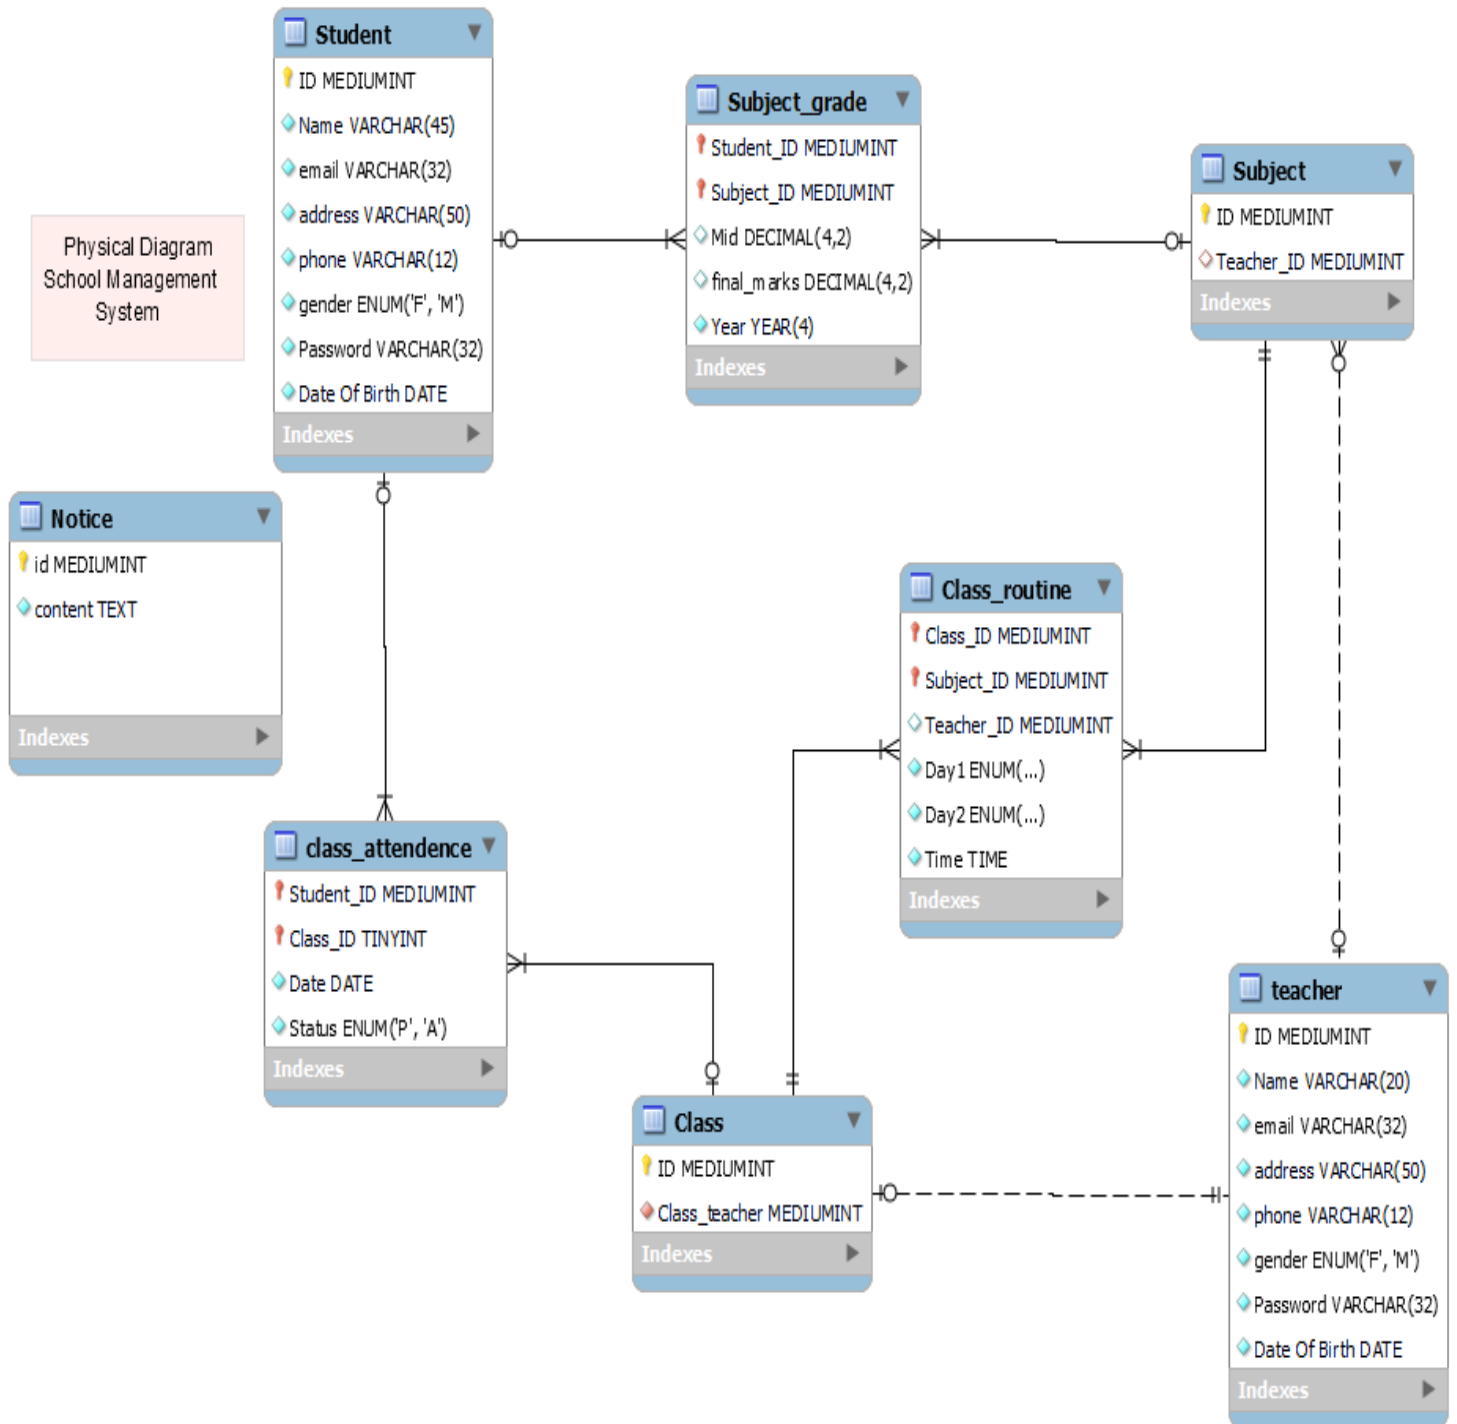 Student
ID MEDIUMINT
Name VARCHAR(45)
email VARCHAR(32)
address VARCHAR(50)
phone VARCHAR(12)
gender ENUM('F', 'M')
Password VARCHAR(32)
Date Of Birth DATE
Indexes
Subject_grade
Student_ID MEDIUMINT
Subject_ID MEDIUMINT
Mid DECIMAL(4,2)
final_marks DECIMAL(4,2)
Year YEAR(4)
Indexes
Subject
ID MEDIUMINT
Teacher_ID MEDIUMINT
Indexes
Physical Diagram
School Management
System
Notice
id MEDIUMINT
content TEXT
Indexes
Class_routine
Class_ID MEDIUMINT
Subject_ID MEDIUMINT
Teacher_ID MEDIUMINT
Day1 ENUM(...)
Day2 ENUM(...)
Time TIME
Indexes
class_attendence
Student_ID MEDIUMINT
Class_ID TINYINT
Date DATE
Status ENUM('P', 'A')
Indexes
Class
ID MEDIUMINT
Class_teacher MEDIUMINT
Indexes
teacher
ID MEDIUMINT
Name VARCHAR(20)
email VARCHAR(32)
address VARCHAR(50)
phone VARCHAR(12)
gender ENUM('F', 'M')
Password VARCHAR(32)
Date Of Birth DATE
Indexes